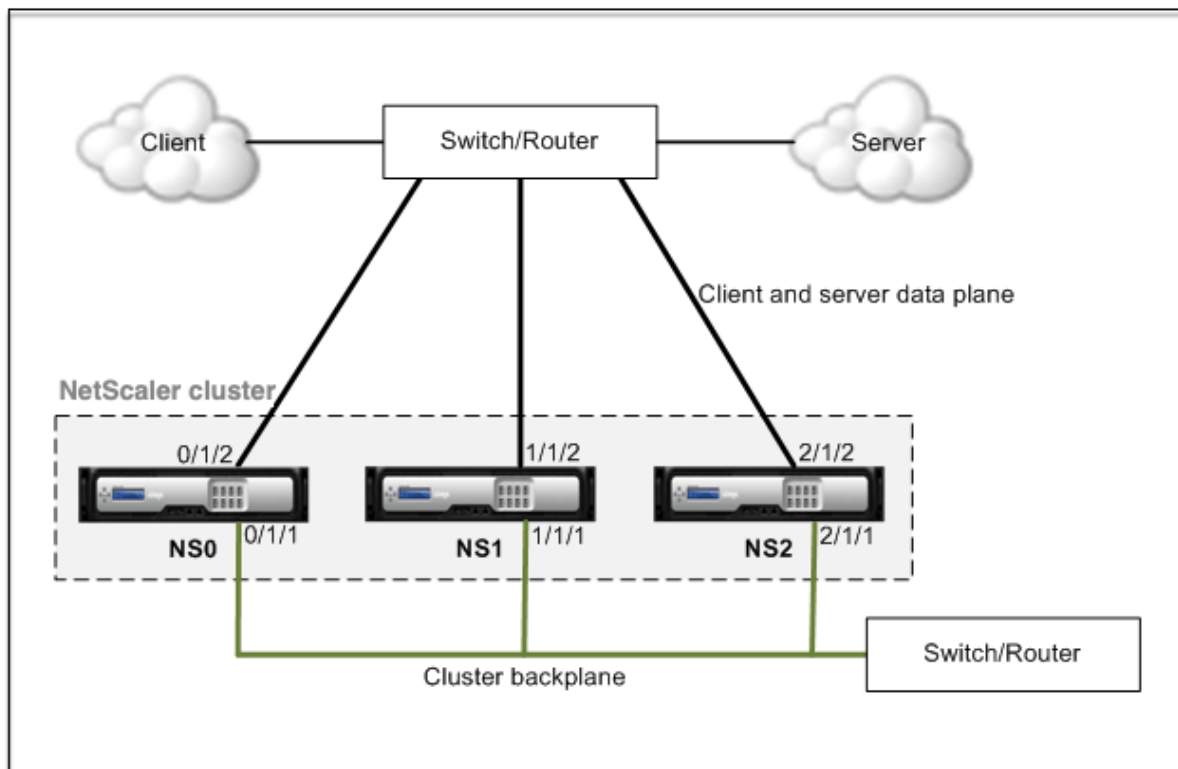 Client
Switch/Router
Server
Client and server data plane
NetScaler cluster
0/1/2
1/1/2
2/1/2
0/1/1
1/1/1
2/1/1
NS0
NS1
NS2
Switch/Router
Cluster backplane